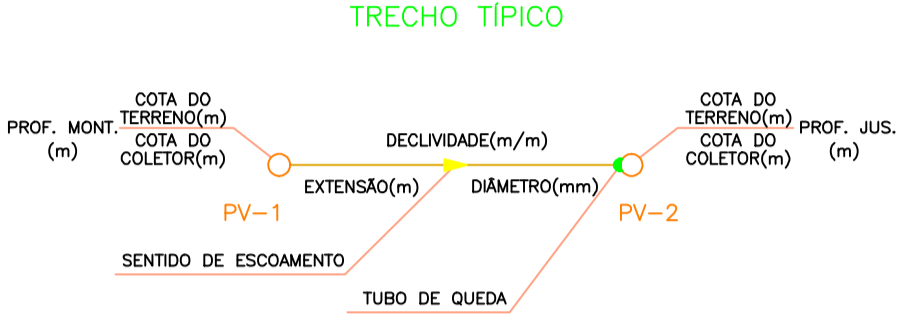 TRECHO TÍPICO
COTA DO
TERRENO(m)
PROF. MONT.
(m)
COTA DO
COLETOR(m)
DECLIVIDADE(m/m)
COTA DO
TERRENO(m)
PROF. JUS.
(m)
COTA DO
COLETOR(m)
EXTENSÃO(m)
DIÂMETRO(mm)
PV-1
PV-2
SENTIDO DE ESCOAMENTO
TUBO DE QUEDA